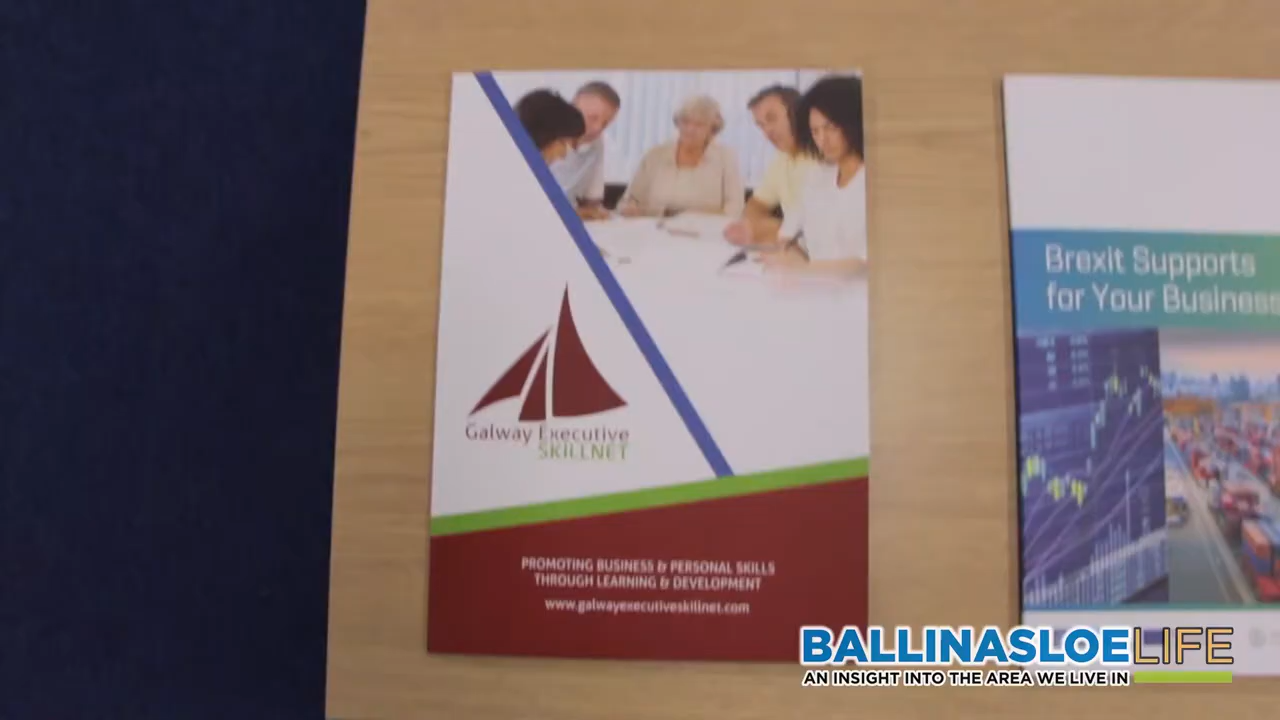 Galway Executive
SKILLNET
PROMOTING BUSINESS & PERSONAL SKILLS
THROUGH LEARNING & DEVELOPMENT
www.galwayexecutiveskillnet.com
Brexit Supports
for Your Business
BALLINASLOELIFE
AN INSIGHT INTO THE AREA WE LIVE IN